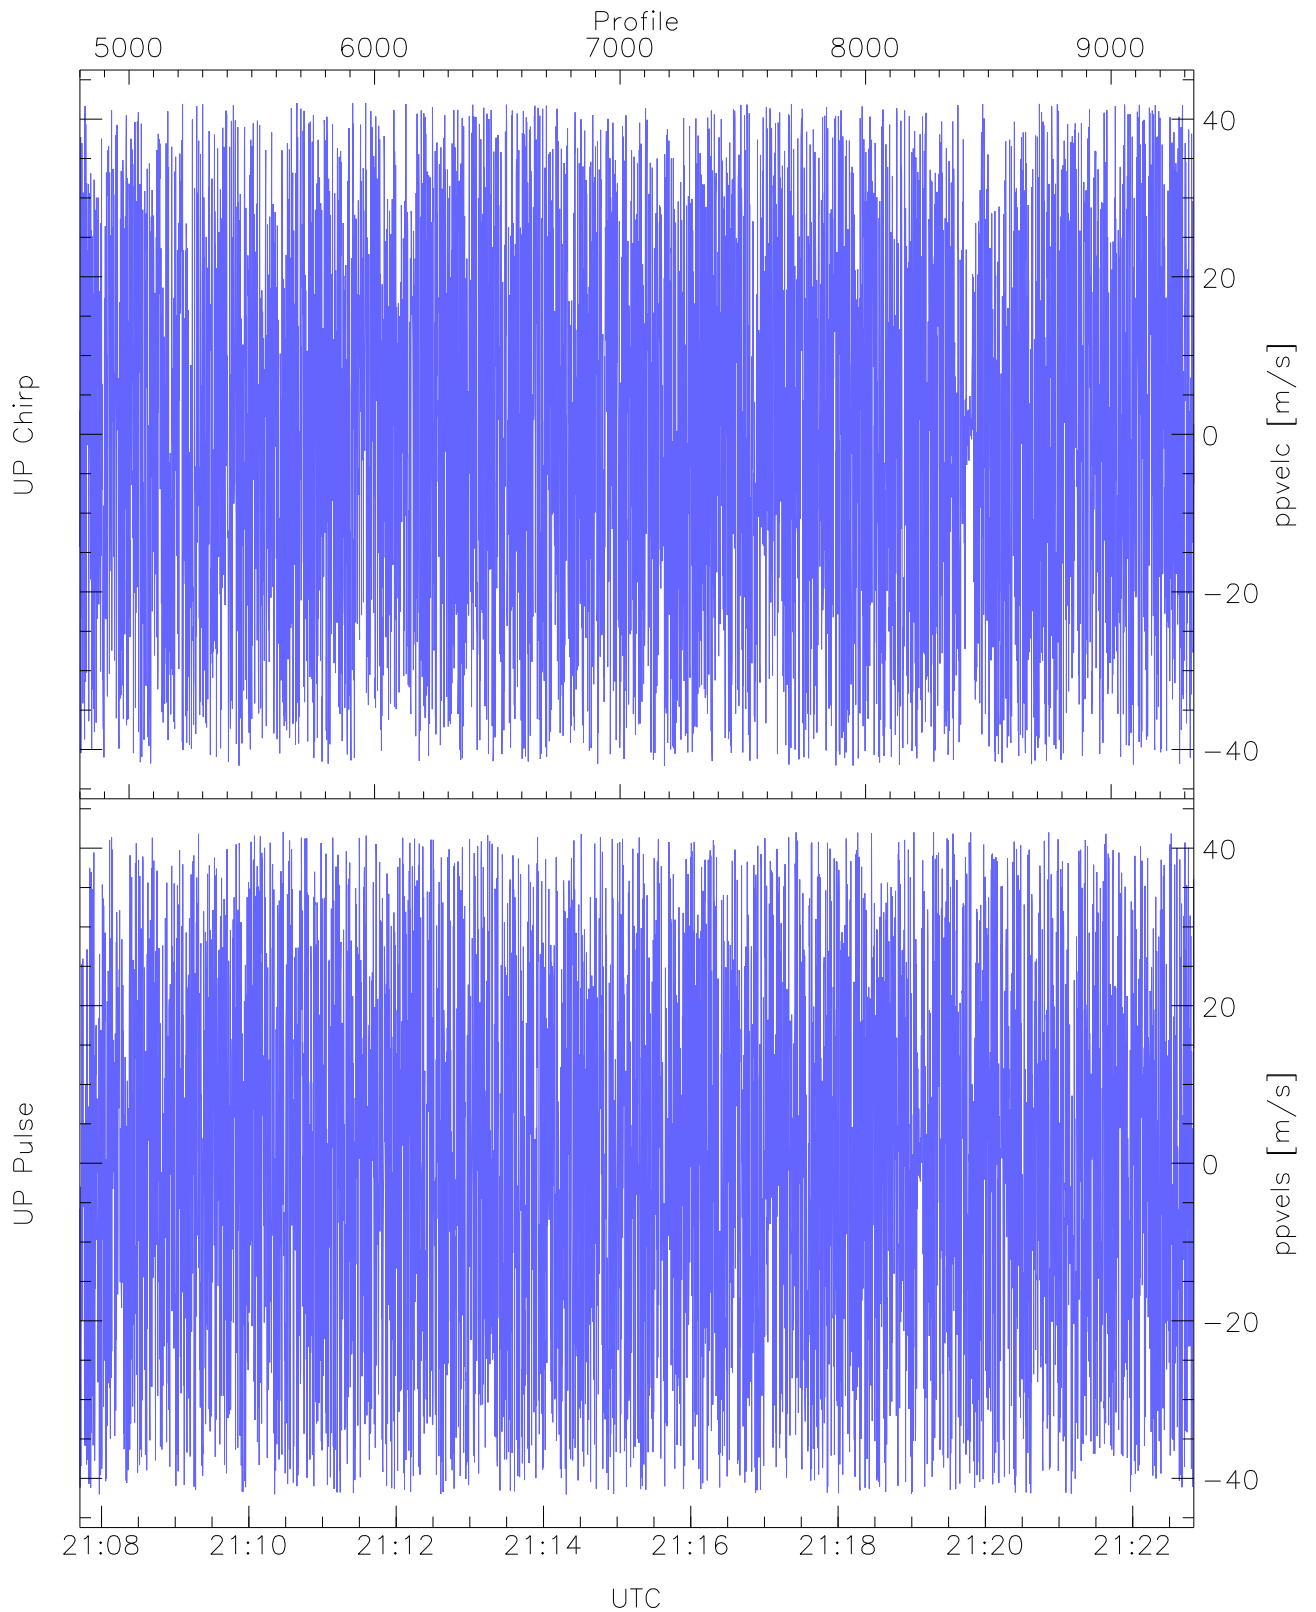 Profile
5000 6000 7000 8000 9000
UP Chirp
40
20
0
-20
-40
ppvelc [m/s]
UP Pulse
40
20
0
-20
-40
ppvels [m/s]
21:08 21:10 21:12 21:14 21:16 21:18 21:20 21:22
UTC